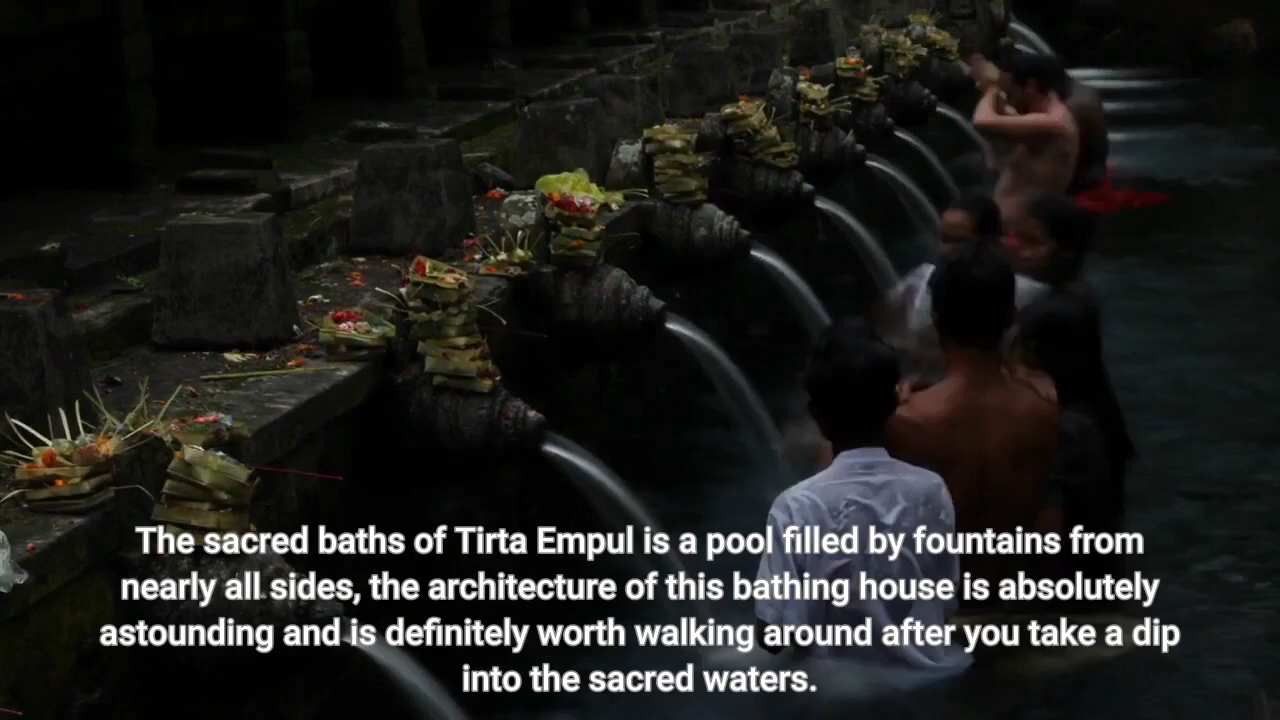 The sacred baths of Tirta Empul is a pool filled by fountains from
nearly all sides, the architecture of this bathing house is absolutely
astounding and is definitely worth walking around after you take a dip
into the sacred waters.